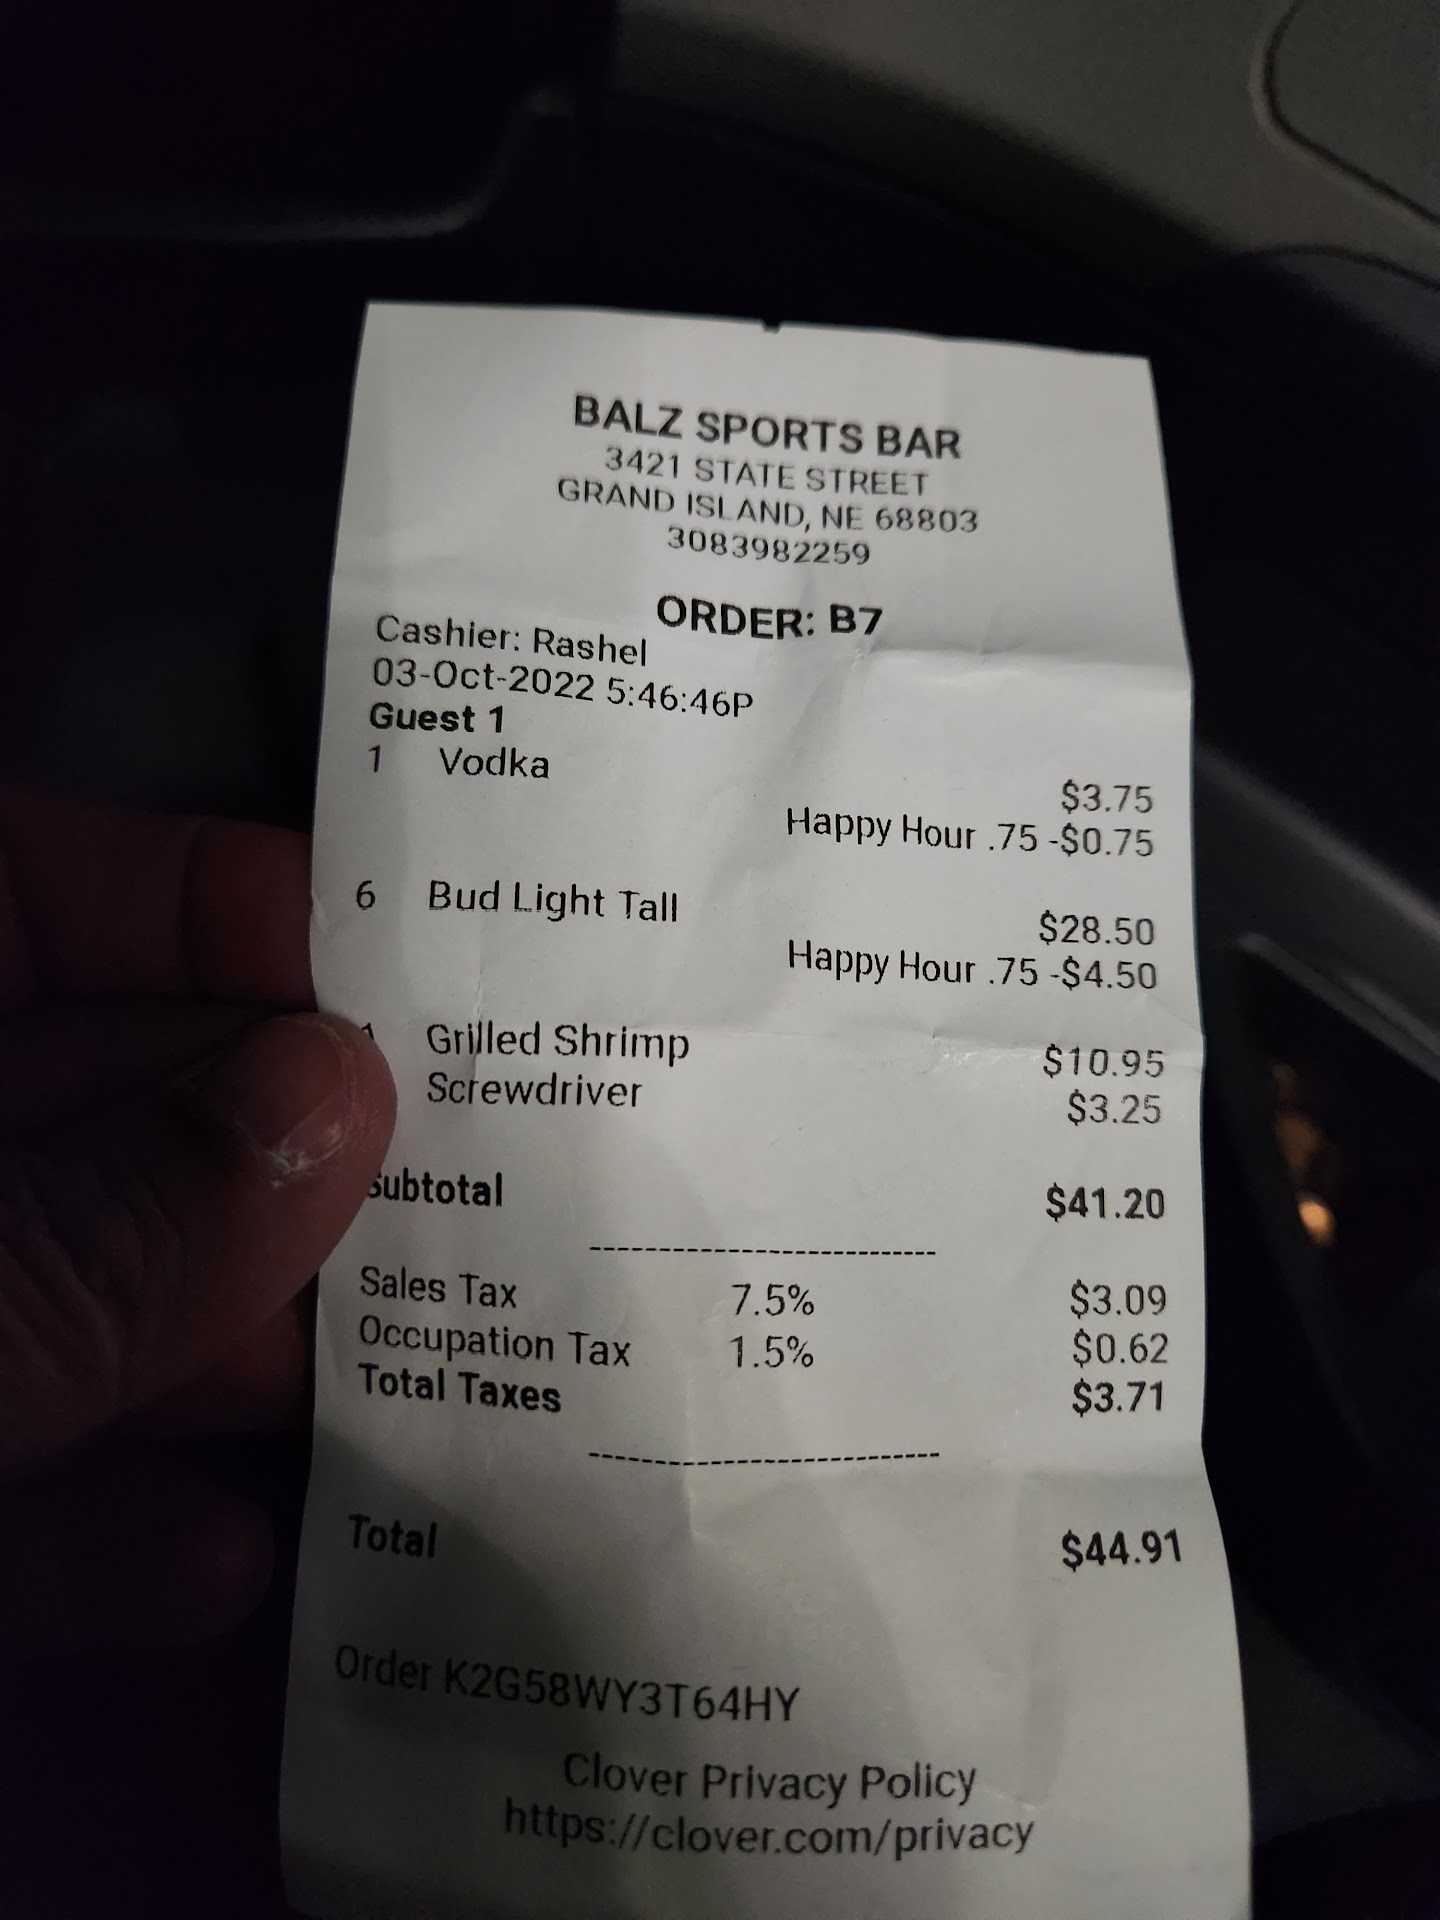 BALZ SPORTS BAR
3421 STATE STREET
GRAND ISLAND, NE 68803
3083982259
ORDER: B7
Cashier: Rashel
03-Oct-2022 5:46:46P
Guest 1
1 Vodka
$3.75
Happy Hour .75 -$0.75
6 Bud Light Tall
$28.50
Happy Hour .75 -$4.50
1 Grilled Shrimp $10.95
Screwdriver $3.25
Subtotal $41.20
--------------------------
Sales Tax 7.5% $3.09
Occupation Tax 1.5% $0.62
Total Taxes $3.71
--------------------------
Total $44.91
Order K2G58WY3T64HY
Clover Privacy Policy
https://clover.com/privacy